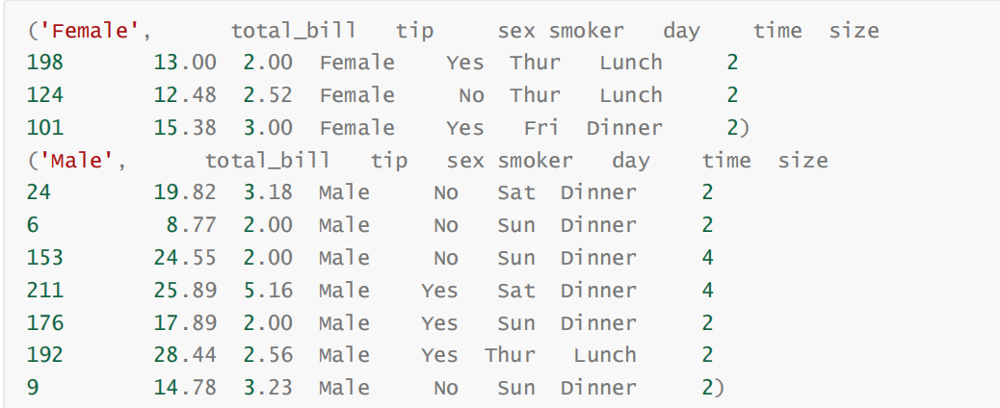 ('Female',      total_bill   tip     sex smoker   day    time  size
198       13.00  2.00  Female    Yes  Thur   Lunch     2
124       12.48  2.52  Female     No  Thur   Lunch     2
101       15.38  3.00  Female    Yes   Fri  Dinner     2)
('Male',      total_bill   tip   sex smoker   day    time  size
24          19.82  3.18  Male     No   Sat  Dinner     2
6            8.77  2.00  Male     No   Sun  Dinner     2
153         24.55  2.00  Male     No   Sun  Dinner     4
211         25.89  5.16  Male    Yes   Sat  Dinner     4
176         17.89  2.00  Male    Yes   Sun  Dinner     2
192         28.44  2.56  Male    Yes  Thur   Lunch     2
9           14.78  3.23  Male     No   Sun  Dinner     2)